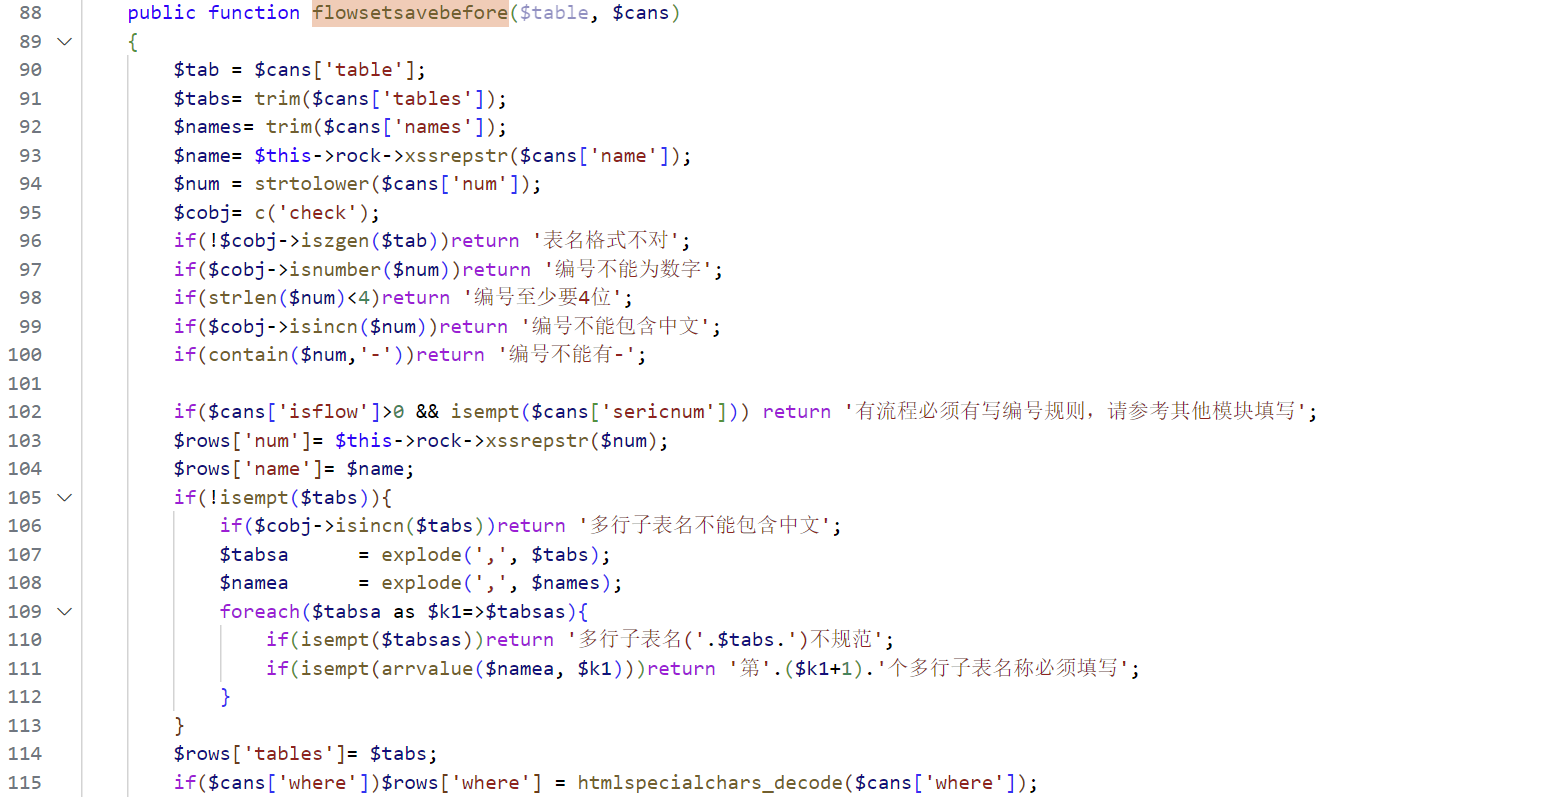 88 public function flowsetsavebefore($table, $cans)
89 {
90 $tab = $cans['table'];
91 $tabs= trim($cans['tables']);
92 $names= trim($cans['names']);
93 $name= $this->rock->xssrepstr($cans['name']);
94 $num = strtolower($cans['num']);
95 $cobj= c('check');
96 if(!$cobj->iszgen($tab))return '表名格式不对';
97 if($cobj->isnumber($num))return '编号不能为数字';
98 if(strlen($num)<4)return '编号至少要4位';
99 if($cobj->isincn($num))return '编号不能包含中文';
100 if(contain($num,'-'))return '编号不能有-';
101
102 if($cans['isflow']>0 && isempt($cans['sericnum'])) return '有流程必须有写编号规则，请参考其他模块填写';
103 $rows['num']= $this->rock->xssrepstr($num);
104 $rows['name']= $name;
105 if(!isempt($tabs)){
106 if($cobj->isincn($tabs))return '多行子表名不能包含中文';
107 $tabsa = explode(',', $tabs);
108 $namea = explode(',', $names);
109 foreach($tabsa as $k1=>$tabsas){
110 if(isempt($tabsas))return '多行子表名('.$tabs.')不规范';
111 if(isempt(arrvalue($namea, $k1)))return '第'.($k1+1).'个多行子表名称必须填写';
112 }
113 }
114 $rows['tables']= $tabs;
115 if($cans['where'])$rows['where'] = htmlspecialchars_decode($cans['where']);